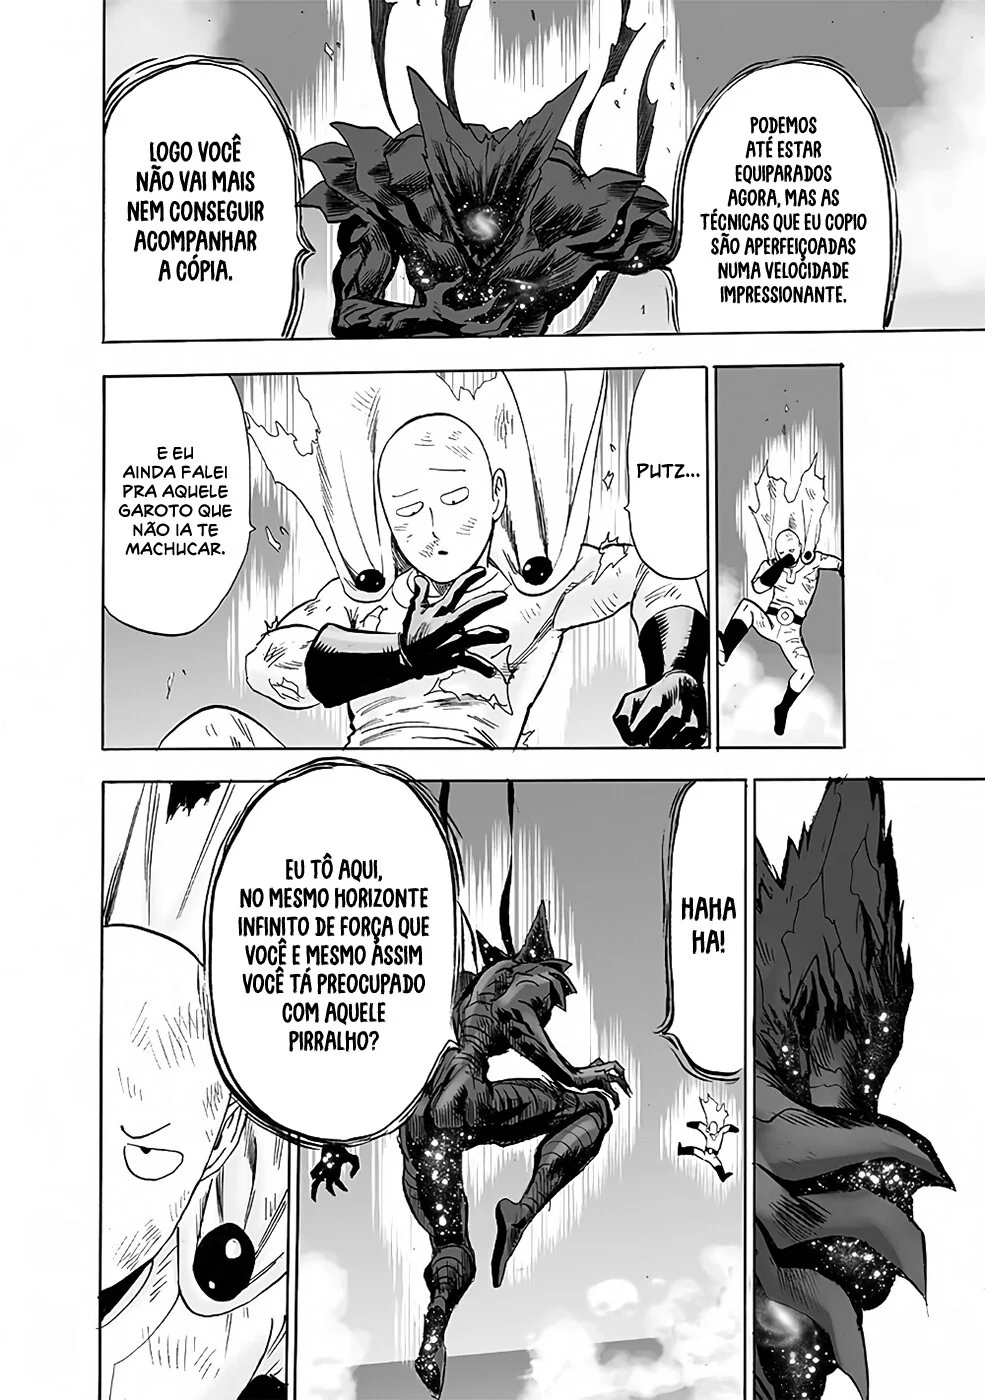 PODEMOS
ATÉ ESTAR
EQUIPARADOS
AGORA, MAS AS
TÉCNICAS QUE EU COPIO
SÃO APERFEIÇOADAS
NUMA VELOCIDADE
IMPRESSIONANTE.
LOGO VOCÊ
NÃO VAI MAIS
NEM CONSEGUIR
ACOMPANHAR
A CÓPIA.
PUTZ...
E EU
AINDA FALEI
PRA AQUELE
GAROTO QUE
NÃO IA TE
MACHUCAR.
HAHA
HA!
EU TÔ AQUI,
NO MESMO HORIZONTE
INFINITO DE FORÇA QUE
VOCÊ E MESMO ASSIM
VOCÊ TÁ PREOCUPADO
COM AQUELE
PIRRALHO?